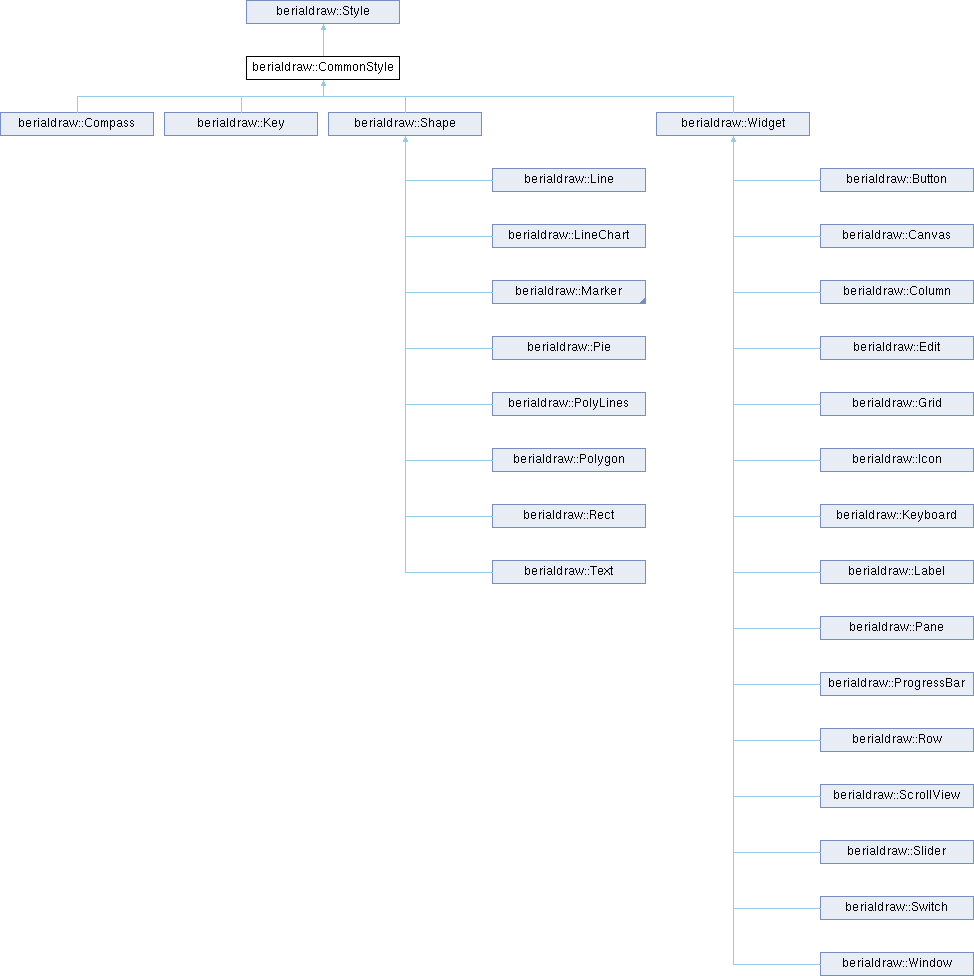 berialdraw::Style
berialdraw::CommonStyle
berialdraw::Compass
berialdraw::Key
berialdraw::Shape
berialdraw::Widget
berialdraw::Line
berialdraw::Button
berialdraw::LineChart
berialdraw::Canvas
berialdraw::Marker
berialdraw::Column
berialdraw::Pie
berialdraw::Edit
berialdraw::PolyLines
berialdraw::Grid
berialdraw::Polygon
berialdraw::Icon
berialdraw::Rect
berialdraw::Keyboard
berialdraw::Text
berialdraw::Label
berialdraw::Pane
berialdraw::ProgressBar
berialdraw::Row
berialdraw::ScrollView
berialdraw::Slider
berialdraw::Switch
berialdraw::Window